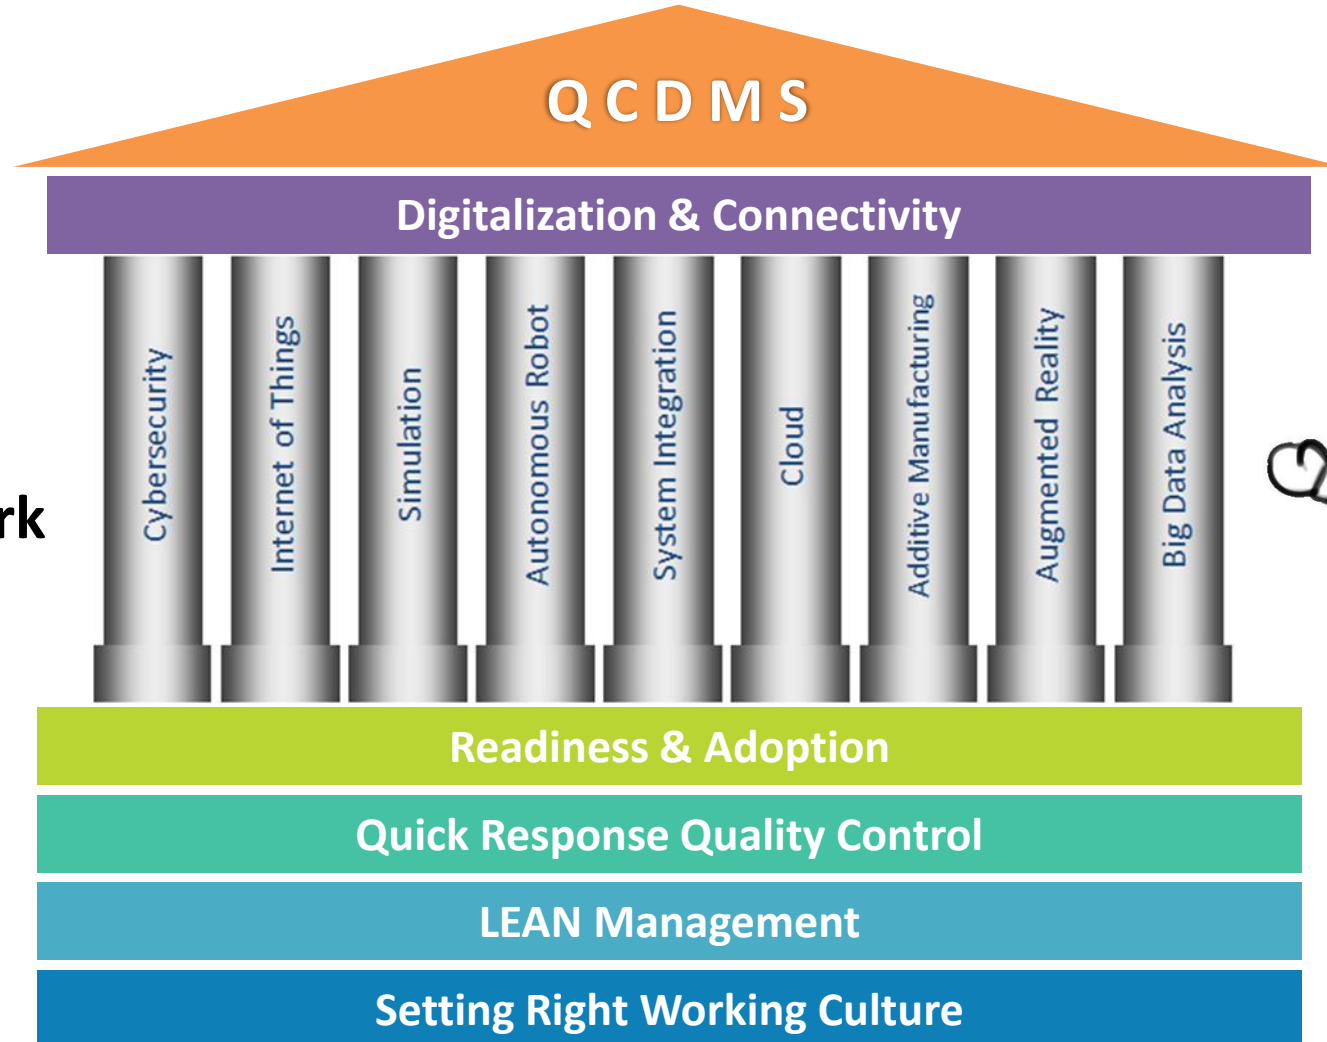 Q C D M S
Digitalization & Connectivity
Cybersecurity
Internet of Things
Simulation
Autonomous Robot
System Integration
Cloud
Additive Manufacturing
Augmented Reality
Big Data Analysis
rk
Readiness & Adoption
Quick Response Quality Control
LEAN Management
Setting Right Working Culture